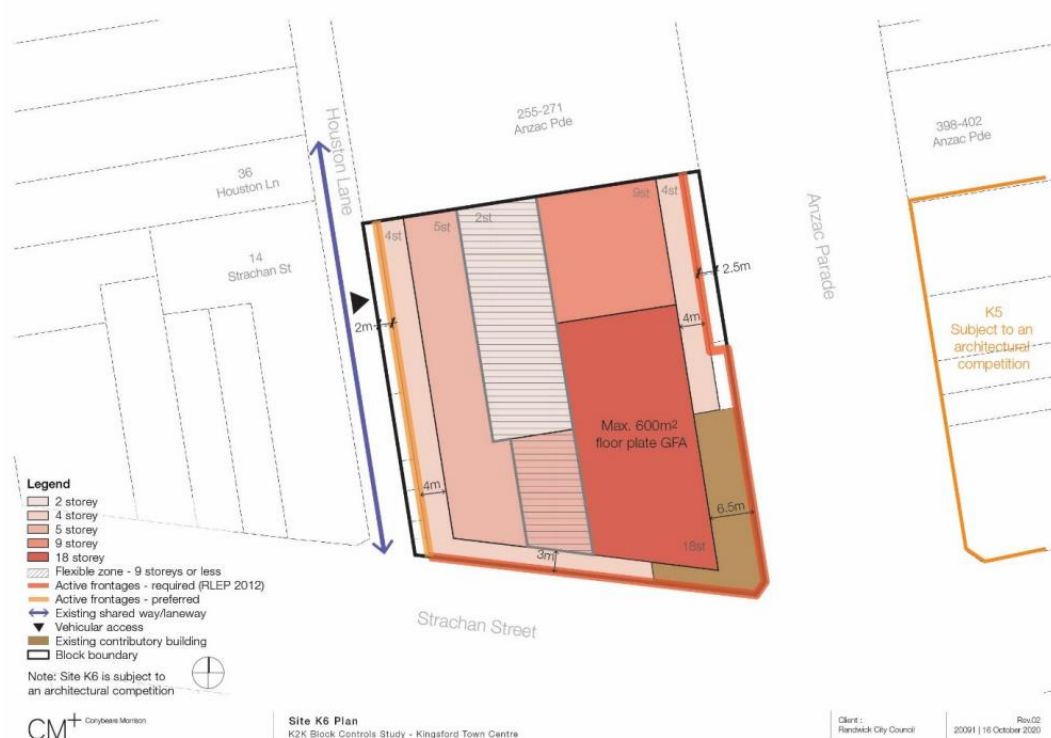 255-271
Anzac Pde
398-402
Anzac Pde
Houston Lane
36
Houston Ln
14
Strachan St
Anzac Parade
4st
5st
2st
9st
4st
2.5m
2m
4m
K5
Subject to an
architectural
competition
Max. 600m²
floor plate GFA
4m
6.5m
18st
3m
Strachan Street
Legend
2 storey
4 storey
5 storey
9 storey
18 storey
Flexible zone - 9 storeys or less
Active frontages - required (RLEP 2012)
Active frontages - preferred
Existing shared way/laneway
Vehicular access
Existing contributory building
Block boundary
Note: Site K6 is subject to
an architectural competition
CM+ Conybeare Morrison
Site K6 Plan
K2K Block Controls Study - Kingsford Town Centre
Client :
Randwick City Council
Rev.02
20091 | 16 October 2020